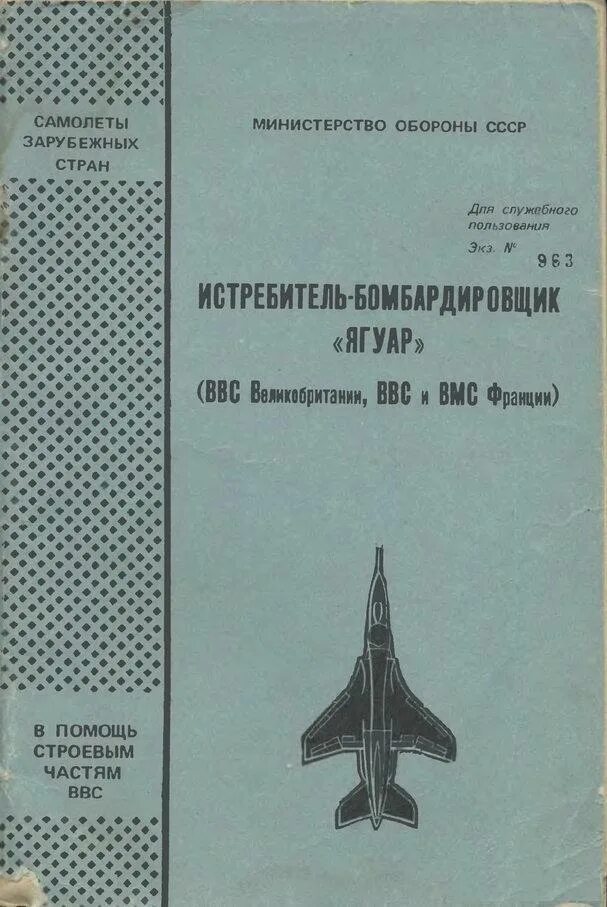 САМОЛЕТЫ
ЗАРУБЕЖНЫХ
СТРАН
МИНИСТЕРСТВО ОБОРОНЫ СССР
Для служебного
пользования
Экз. № 963
ИСТРЕБИТЕЛЬ-БОМБАРДИРОВЩИК
«ЯГУАР»
(ВВС Великобритании, ВВС и ВМС Франции)
В ПОМОЩЬ
СТРОЕВЫМ
ЧАСТЯМ
ВВС